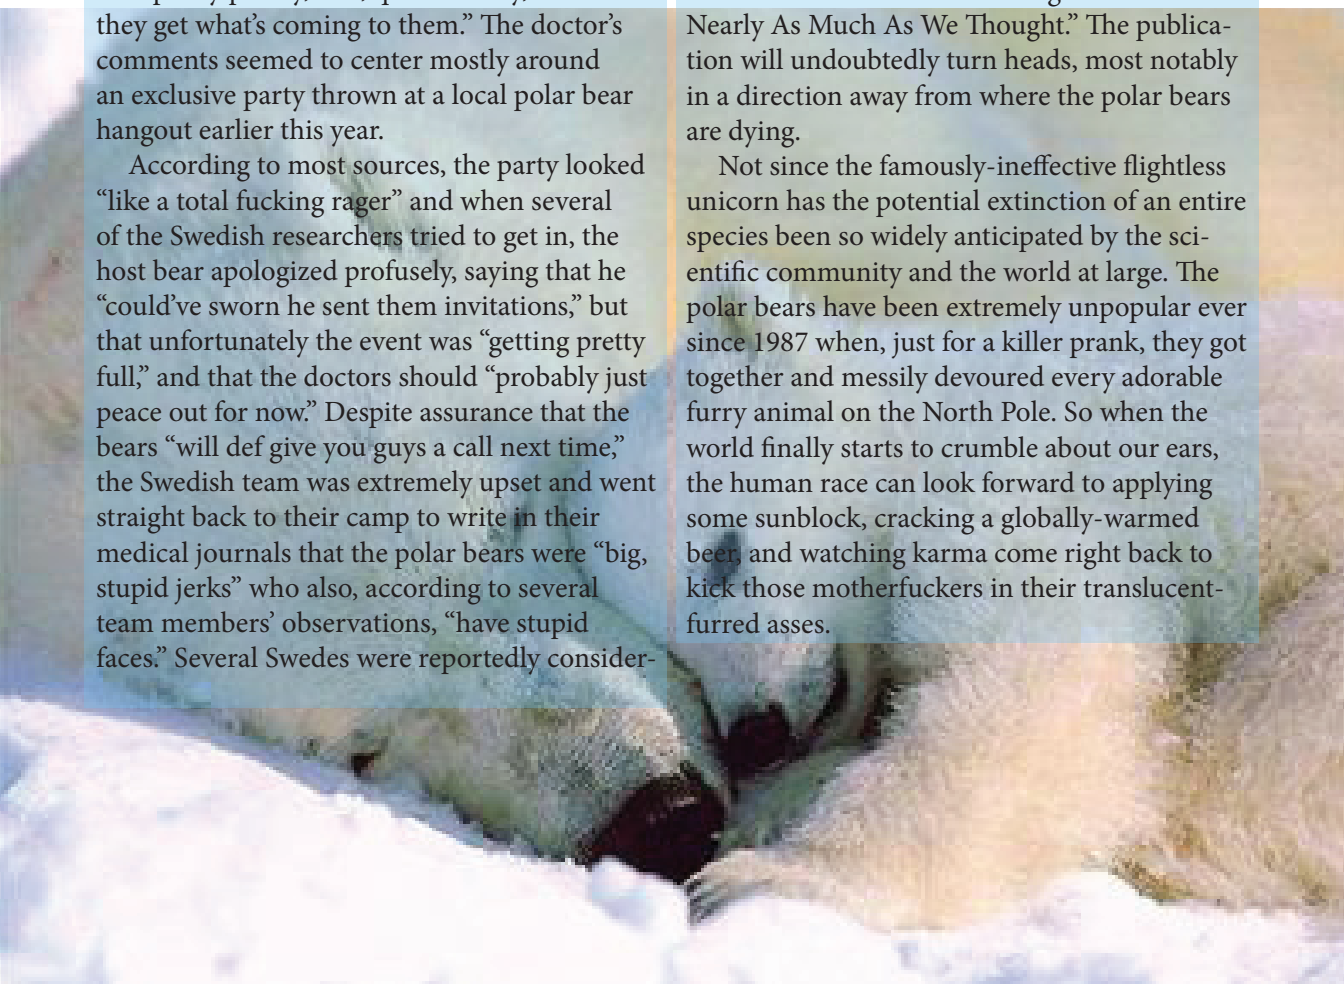 they get what’s coming to them.” The doctor’s
comments seemed to center mostly around
an exclusive party thrown at a local polar bear
hangout earlier this year.
According to most sources, the party looked
“like a total fucking rager” and when several
of the Swedish researchers tried to get in, the
host bear apologized profusely, saying that he
“could’ve sworn he sent them invitations,” but
that unfortunately the event was “getting pretty
full,” and that the doctors should “probably just
peace out for now.” Despite assurance that the
bears “will def give you guys a call next time,”
the Swedish team was extremely upset and went
straight back to their camp to write in their
medical journals that the polar bears were “big,
stupid jerks” who also, according to several
team members’ observations, “have stupid
faces.” Several Swedes were reportedly consider-
Nearly As Much As We Thought.” The publica-
tion will undoubtedly turn heads, most notably
in a direction away from where the polar bears
are dying.
Not since the famously-ineffective flightless
unicorn has the potential extinction of an entire
species been so widely anticipated by the sci-
entific community and the world at large. The
polar bears have been extremely unpopular ever
since 1987 when, just for a killer prank, they got
together and messily devoured every adorable
furry animal on the North Pole. So when the
world finally starts to crumble about our ears,
the human race can look forward to applying
some sunblock, cracking a globally-warmed
beer, and watching karma come right back to
kick those motherfuckers in their translucent-
furred asses.